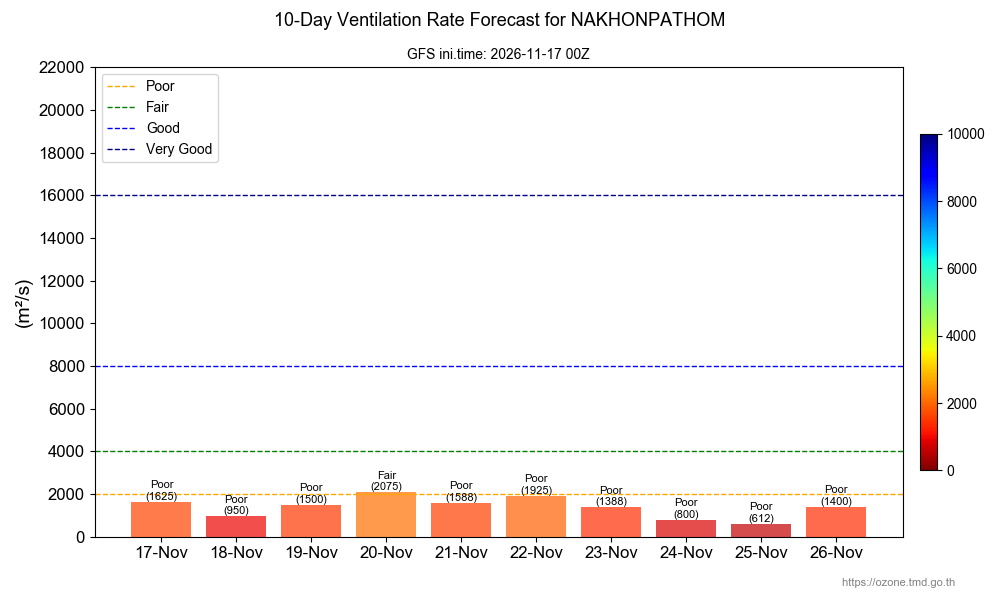 10-Day Ventilation Rate Forecast for NAKHONPATHOM
GFS ini.time: 2026-11-17 00Z
(m²/s)
22000
20000
18000
16000
14000
12000
10000
8000
6000
4000
2000
0
Poor
Fair
Good
Very Good
Poor
(1625)
Poor
(950)
Poor
(1500)
Fair
(2075)
Poor
(1588)
Poor
(1925)
Poor
(1388)
Poor
(800)
Poor
(612)
Poor
(1400)
17-Nov
18-Nov
19-Nov
20-Nov
21-Nov
22-Nov
23-Nov
24-Nov
25-Nov
26-Nov
10000
8000
6000
4000
2000
0
https://ozone.tmd.go.th